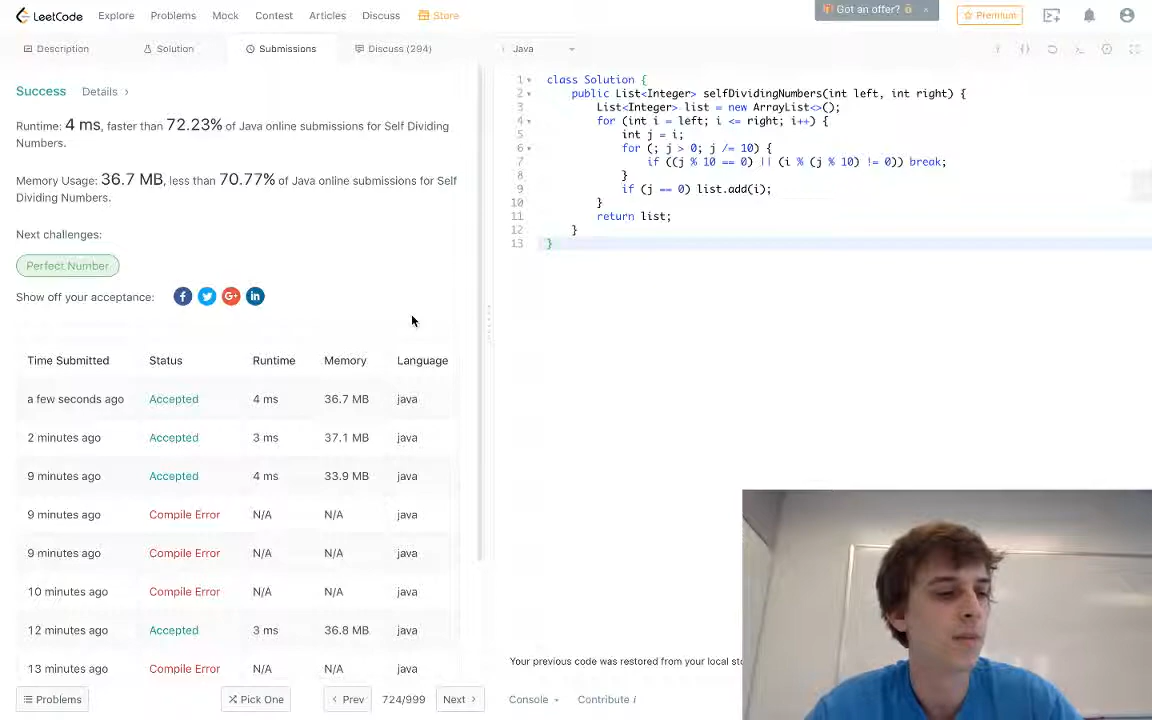 LeetCode Explore Problems Mock Contest Articles Discuss Store Got an offer? × Premium
Description Solution Submissions Discuss (294) Java
Success Details >
Runtime: 4 ms, faster than 72.23% of Java online submissions for Self Dividing
Numbers.
Memory Usage: 36.7 MB, less than 70.77% of Java online submissions for Self
Dividing Numbers.
Next challenges:
Perfect Number
Show off your acceptance:
Time Submitted Status Runtime Memory Language
a few seconds ago Accepted 4 ms 36.7 MB java
2 minutes ago Accepted 3 ms 37.1 MB java
9 minutes ago Accepted 4 ms 33.9 MB java
9 minutes ago Compile Error N/A N/A java
9 minutes ago Compile Error N/A N/A java
10 minutes ago Compile Error N/A N/A java
12 minutes ago Accepted 3 ms 36.8 MB java
13 minutes ago Compile Error N/A N/A java
1 class Solution {
2 public List<Integer> selfDividingNumbers(int left, int right) {
3 List<Integer> list = new ArrayList<>();
4 for (int i = left; i <= right; i++) {
5 int j = i;
6 for (; j > 0; j /= 10) {
7 if ((j % 10 == 0) || (i % (j % 10) != 0)) break;
8 }
9 if (j == 0) list.add(i);
10 }
11 return list;
12 }
13 }
Your previous code was restored from your local
Problems Pick One < Prev 724/999 Next > Console Contribute i